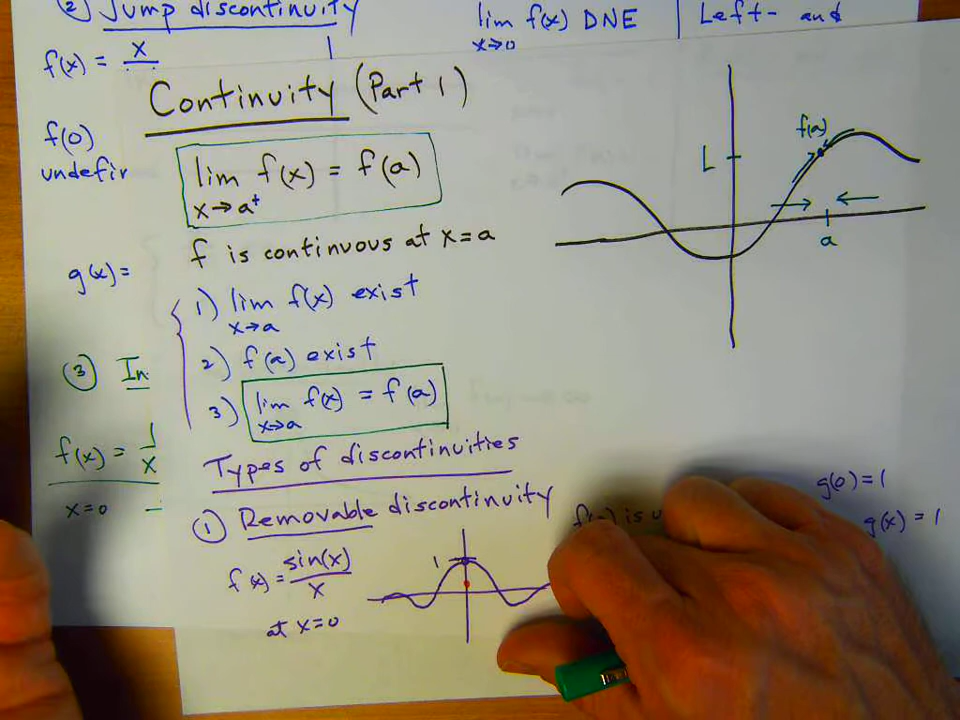 ② Jump discontinuity
lim f(x) DNE
x→0
Left- and
f(x) = x
f(0)
undefir
g(x) =
③ In
f(x) = 1/x
x=0
Continuity (Part 1)
lim f(x) = f(a)
x→a⁺
f is continuous at x=a
1) lim f(x) exist
x→a
2) f(a) exist
3) lim f(x) = f(a)
x→a
Types of discontinuities
① Removable discontinuity
f(x) = sin(x)/x
at x=0
1
f(a)
L
a
is
g(0) = 1
g(x) = 1